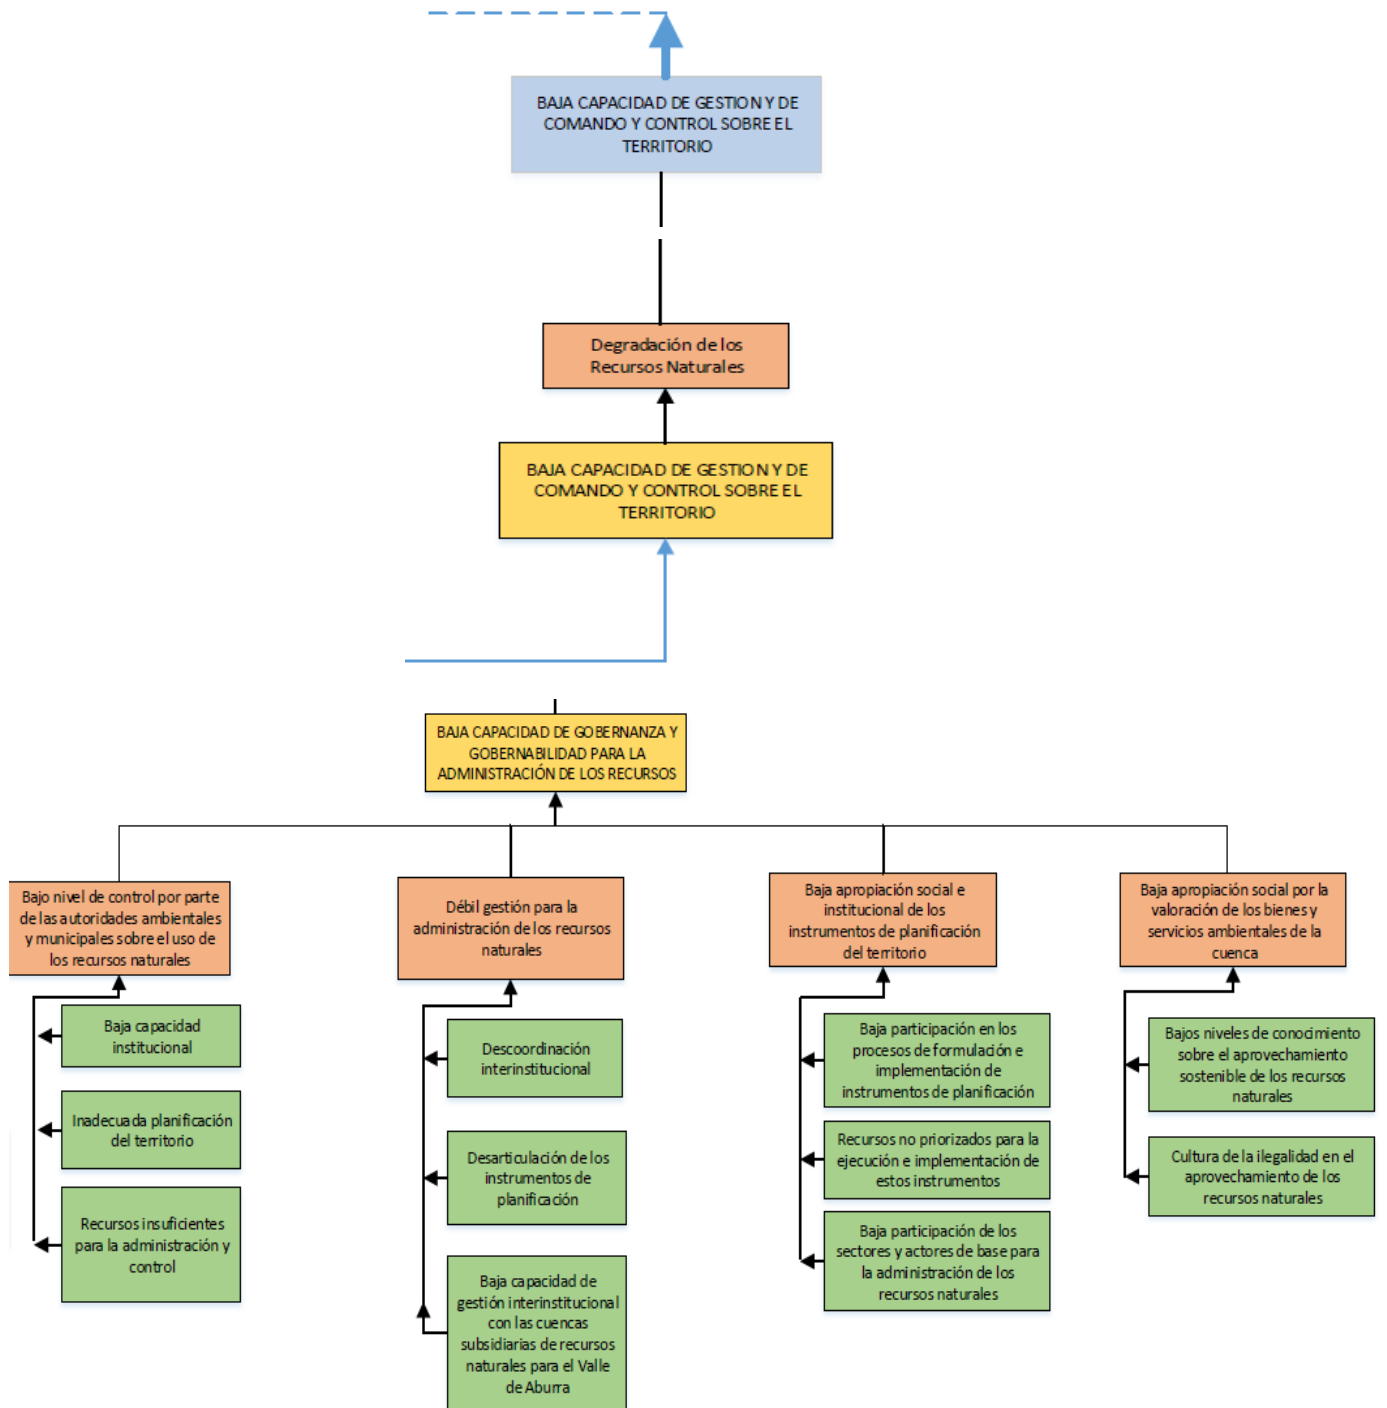 BAJA CAPACIDAD DE GESTION Y DE
COMANDO Y CONTROL SOBRE EL
TERRITORIO
Degradación de los
Recursos Naturales
BAJA CAPACIDAD DE GESTION Y DE
COMANDO Y CONTROL SOBRE EL
TERRITORIO
BAJA CAPACIDAD DE GOBERNANZA Y
GOBERNABILIDAD PARA LA
ADMINISTRACIÓN DE LOS RECURSOS
Bajo nivel de control por parte
de las autoridades ambientales
y municipales sobre el uso de
los recursos naturales
Baja capacidad
institucional
Inadecuada planificación
del territorio
Recursos insuficientes
para la administración y
control
Débil gestión para la
administración de los recursos
naturales
Descoordinación
interinstitucional
Desarticulación de los
instrumentos de
planificación
Baja capacidad de
gestión interinstitucional
con las cuencas
subsidiarias de recursos
naturales para el Valle
de Aburra
Baja apropiación social e
institucional de los
instrumentos de planificación
del territorio
Baja participación en los
procesos de formulación e
implementación de
instrumentos de planificación
Recursos no priorizados para la
ejecución e implementación de
estos instrumentos
Baja participación de los
sectores y actores de base para
la administración de los
recursos naturales
Baja apropiación social por la
valoración de los bienes y
servicios ambientales de la
cuenca
Bajos niveles de conocimiento
sobre el aprovechamiento
sostenible de los recursos
naturales
Cultura de la ilegalidad en el
aprovechamiento de los
recursos naturales